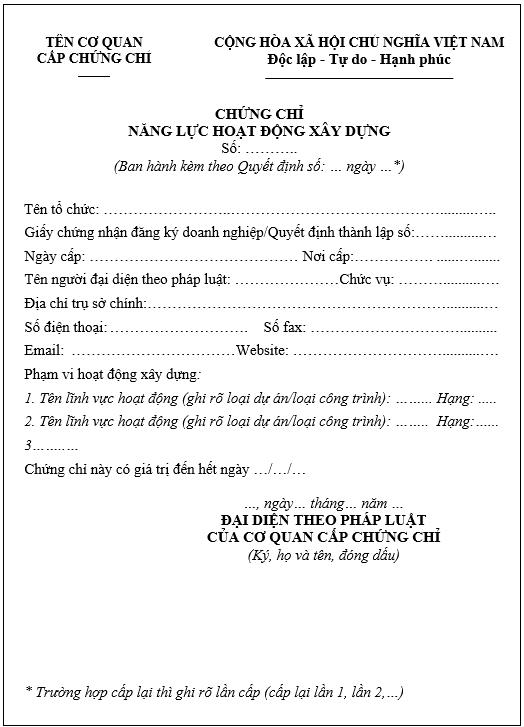 TÊN CƠ QUAN
CẤP CHỨNG CHỈ
CỘNG HÒA XÃ HỘI CHỦ NGHĨA VIỆT NAM
Độc lập - Tự do - Hạnh phúc
CHỨNG CHỈ
NĂNG LỰC HOẠT ĐỘNG XÂY DỰNG
Số: ………..
(Ban hành kèm theo Quyết định số: … ngày …*)
Tên tổ chức: ……………………..…………………………………….........…..
Giấy chứng nhận đăng ký doanh nghiệp/Quyết định thành lập số:……...........…
Ngày cấp: …………………………………… Nơi cấp:…………… ...................
Tên người đại diện theo pháp luật: …………………Chức vụ: ………...........….
Địa chỉ trụ sở chính:……………………………………………………...........…
Số điện thoại: ………………………. Số fax: ………………………...........
Email: ……………………………Website: …………………………...........…
Phạm vi hoạt động xây dựng:
1. Tên lĩnh vực hoạt động (ghi rõ loại dự án/loại công trình): ……... Hạng: .....
2. Tên lĩnh vực hoạt động (ghi rõ loại dự án/loại công trình): …….. Hạng:......
3………...
Chứng chỉ này có giá trị đến hết ngày …/…/…
…, ngày… tháng… năm …
ĐẠI DIỆN THEO PHÁP LUẬT
CỦA CƠ QUAN CẤP CHỨNG CHỈ
(Ký, họ và tên, đóng dấu)
* Trường hợp cấp lại thì ghi rõ lần cấp (cấp lại lần 1, lần 2,…)